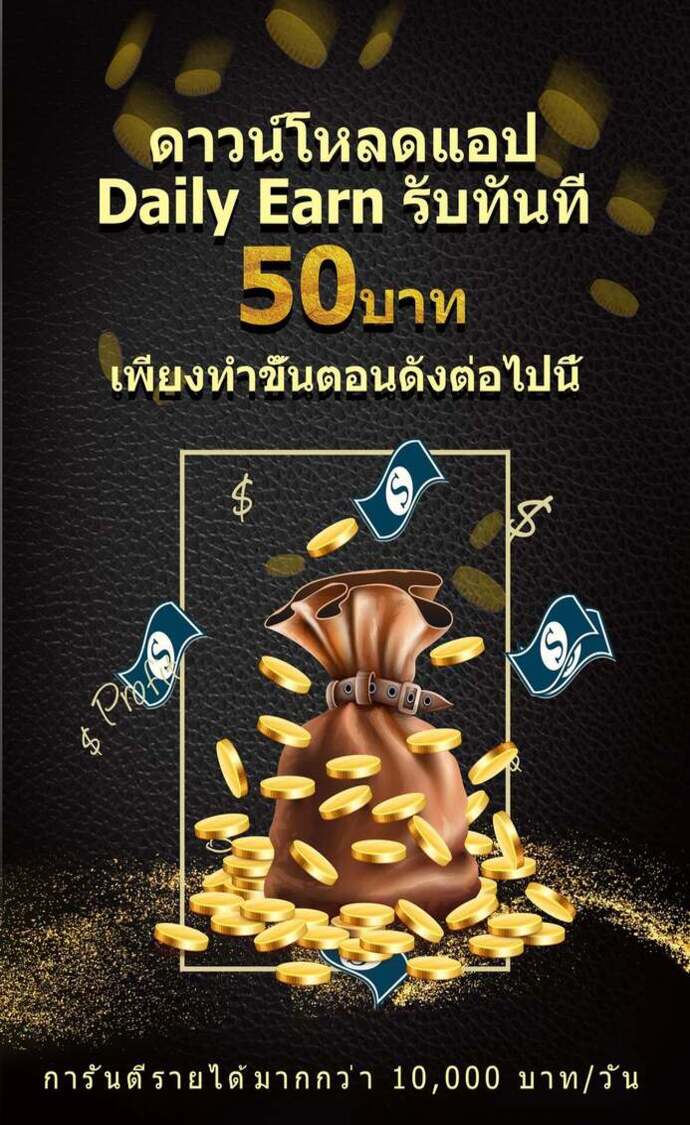 ดาวน์โหลดแอป
Daily Earn รับทันที
50บาท
เพียงทำขั้นตอนดังต่อไปนี้
$
$
S
S
S
$ Profit
การันตีรายได้มากกว่า 10,000 บาท/วัน